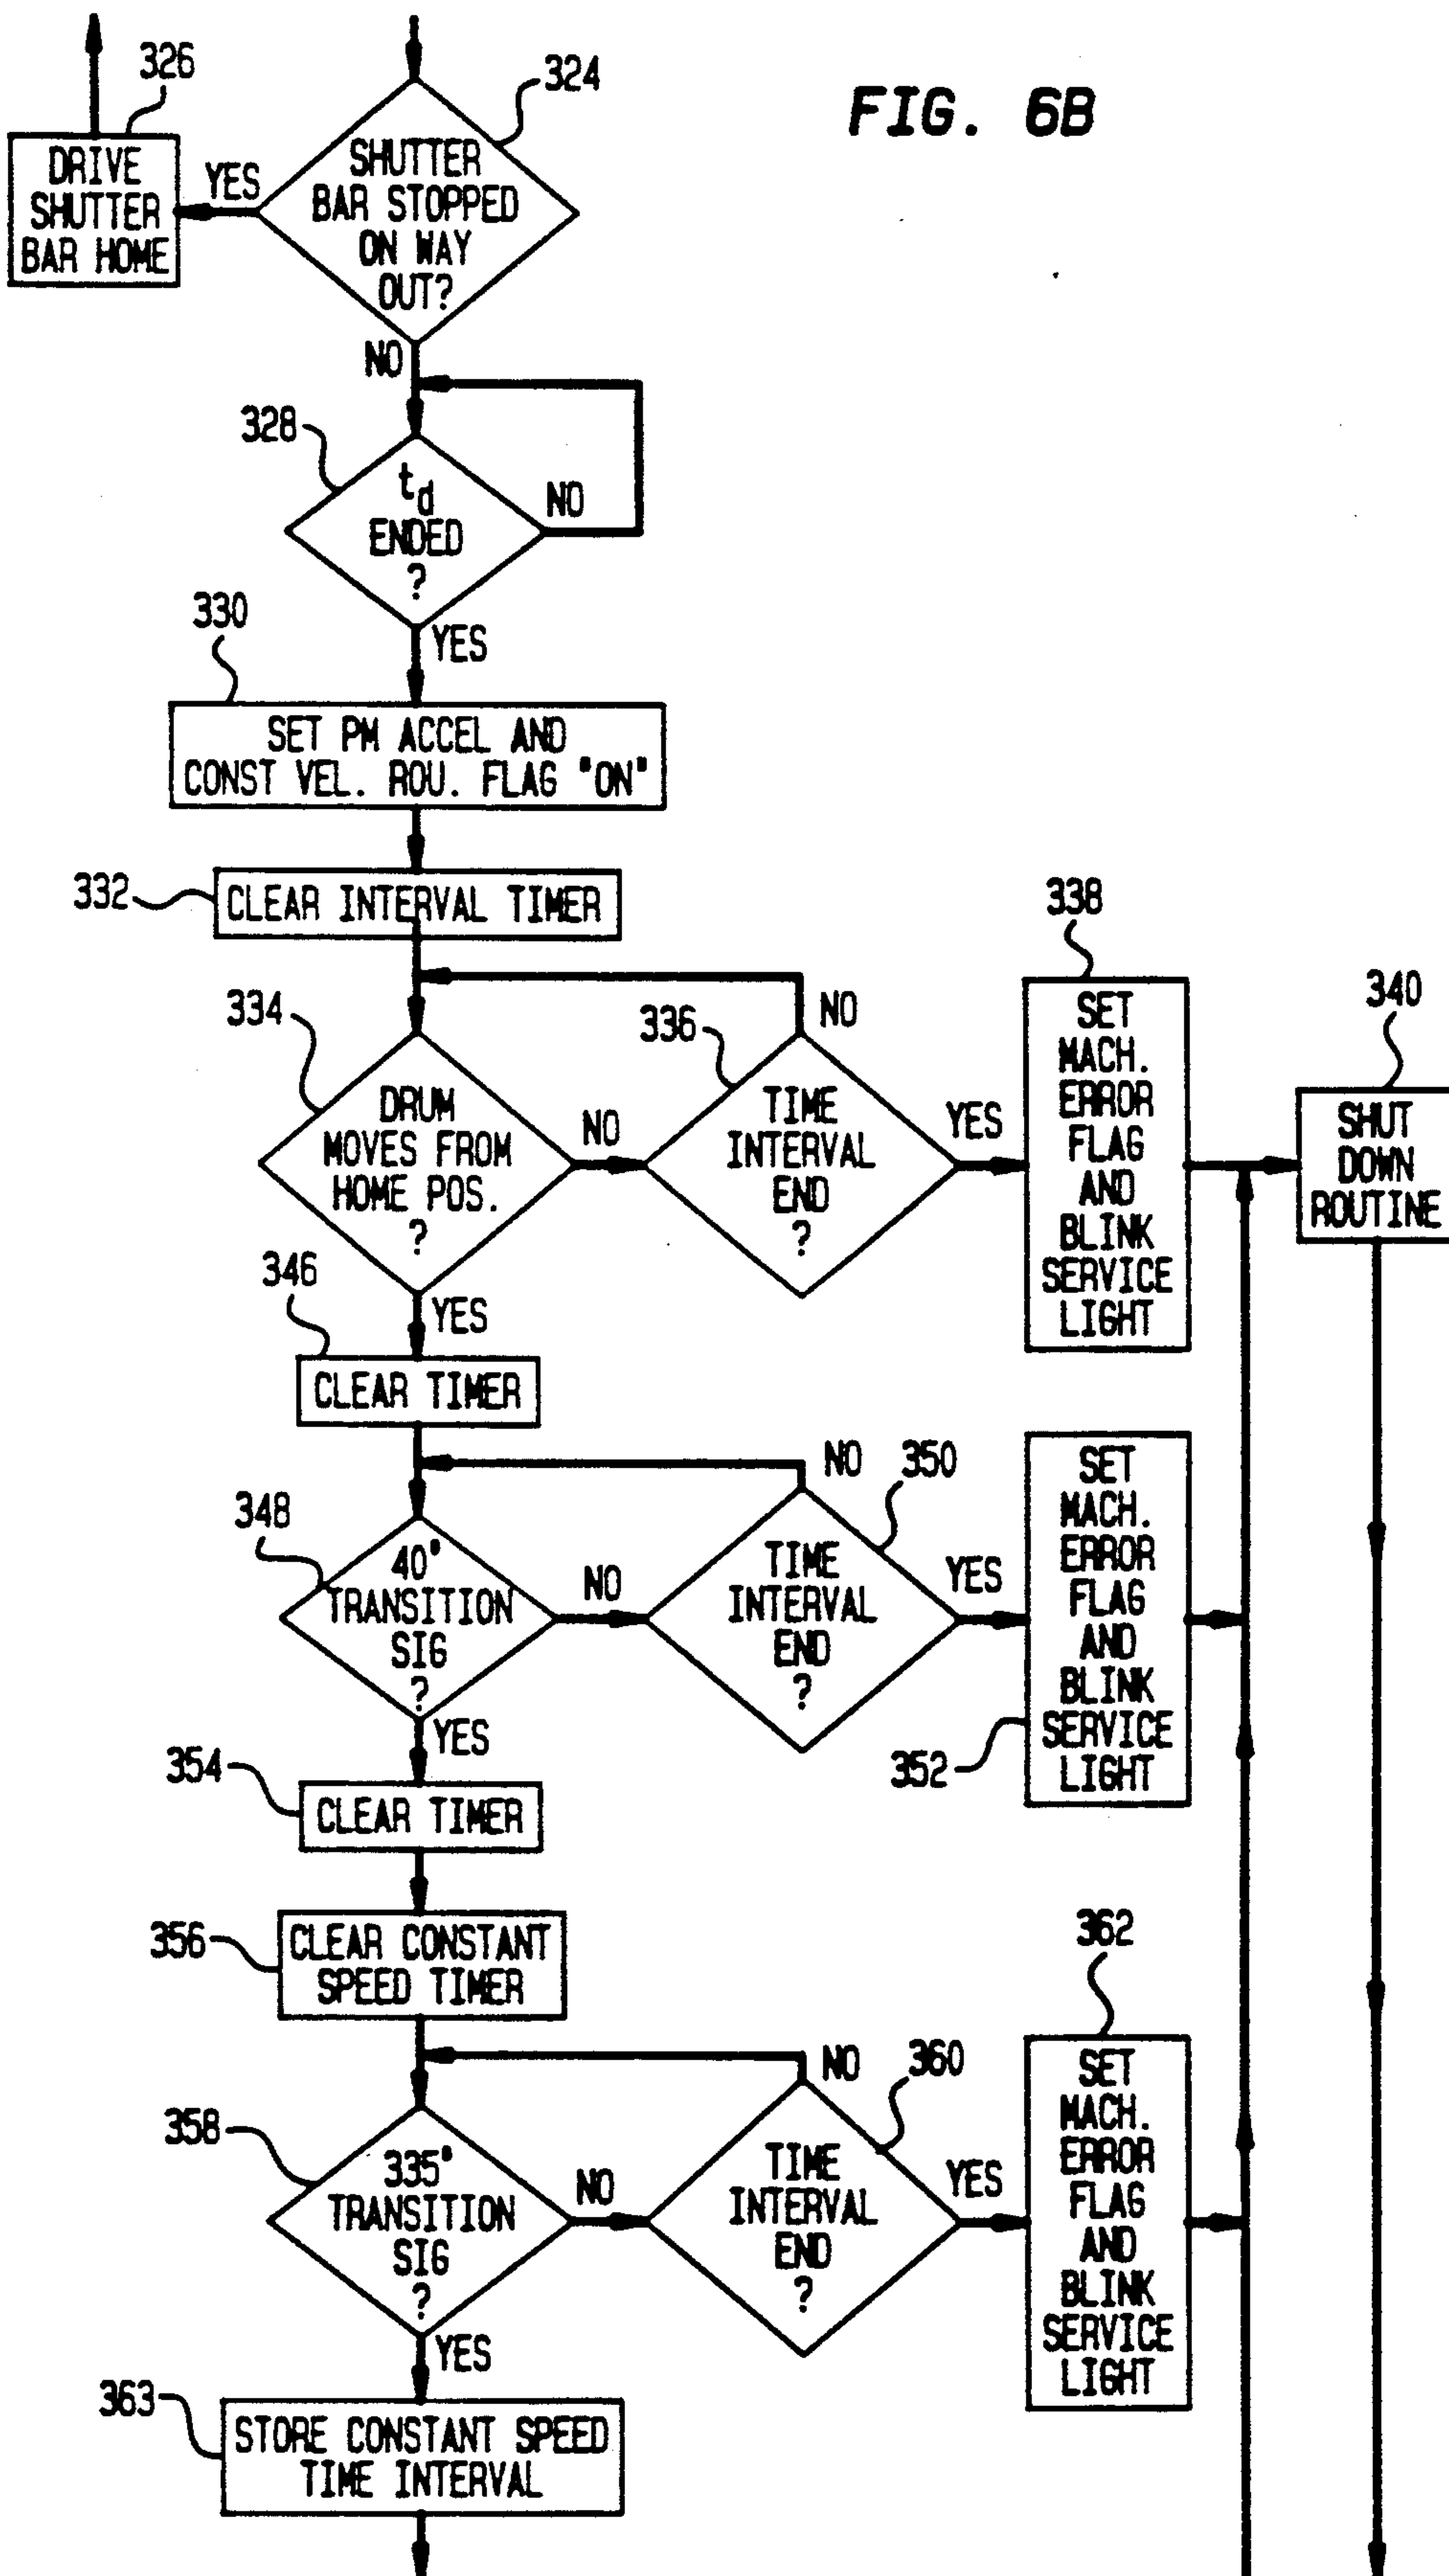 FIG. 6B
326
324
DRIVE
SHUTTER
BAR HOME
YES
SHUTTER
BAR STOPPED
ON WAY
OUT?
NO
328
td
ENDED
?
NO
YES
330
SET PM ACCEL AND
CONST VEL. ROU. FLAG "ON"
332
CLEAR INTERVAL TIMER
334
DRUM
MOVES FROM
HOME POS.
?
NO
336
TIME
INTERVAL
END
?
NO
YES
338
SET
MACH.
ERROR
FLAG
AND
BLINK
SERVICE
LIGHT
340
SHUT
DOWN
ROUTINE
YES
346
CLEAR TIMER
348
40°
TRANSITION
SIG
?
NO
350
TIME
INTERVAL
END
?
NO
YES
352
SET
MACH.
ERROR
FLAG
AND
BLINK
SERVICE
LIGHT
YES
354
CLEAR TIMER
356
CLEAR CONSTANT
SPEED TIMER
358
335°
TRANSITION
SIG
?
NO
360
TIME
INTERVAL
END
?
NO
YES
362
SET
MACH.
ERROR
FLAG
AND
BLINK
SERVICE
LIGHT
YES
363
STORE CONSTANT SPEED
TIME INTERVAL